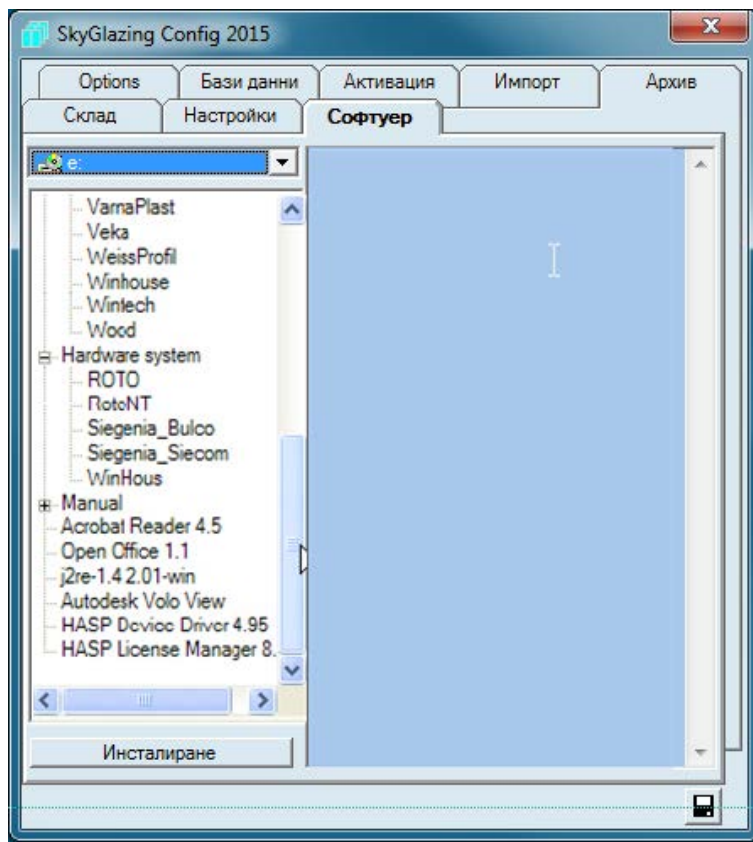 SkyGlazing Config 2015
Options Бази данни Активация Импорт Архив
Склад Настройки Софтуер
e:
VarnaPlast
Veka
WeissProfil
Winhouse
Wintech
Wood
Hardware system
ROTO
RotoNT
Siegenia_Bulco
Siegenia_Siecom
WinHous
Manual
Acrobat Reader 4.5
Open Office 1.1
j2re-1.4.2.01-win
Autodesk Volo View
HASP Device Driver 4.95
HASP License Manager 8.
Инсталиране